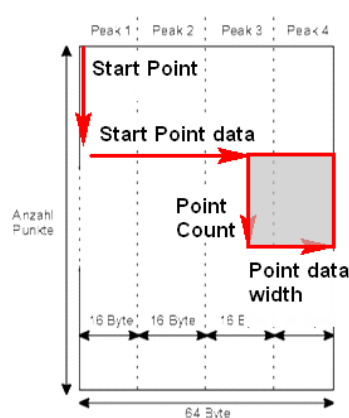 Peak 1 Peak 2 Peak 3 Peak 4
Start Point
Start Point data
Anzahl
Punkte
Point
Count
Point data
width
16 Byte 16 Byte 16
64 Byte